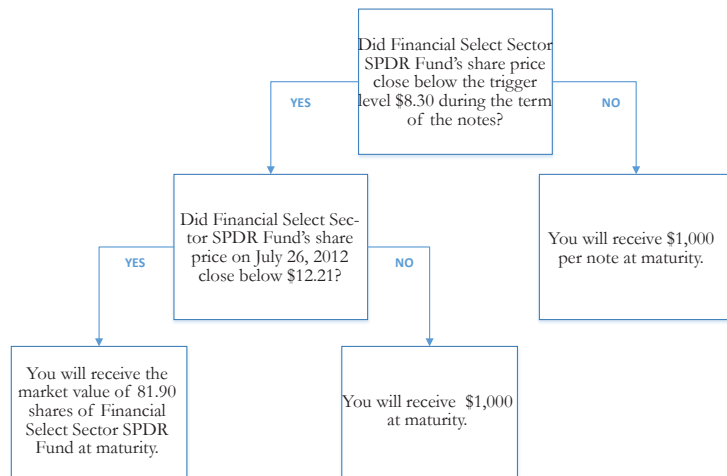 Did Financial Select Sector
SPDR Fund's share price
close below the trigger
level $8.30 during the term
of the notes?
YES
NO
Did Financial Select Sec-
tor SPDR Fund's share
price on July 26, 2012
close below $12.21?
You will receive $1,000
per note at maturity.
YES
NO
You will receive the
market value of 81.90
shares of Financial
Select Sector SPDR
Fund at maturity.
You will receive $1,000
at maturity.